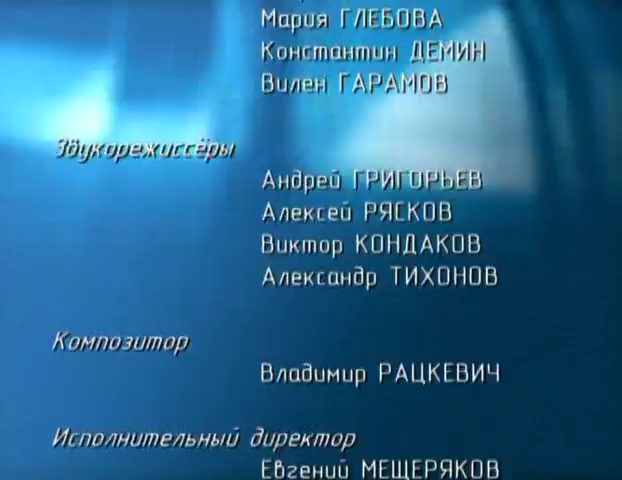 Мария ГЛЕБОВА
Константин ДЕМИН
Вилен ГАРАМОВ
Звукорежиссёры
Андрей ГРИГОРЬЕВ
Алексей РЯСКОВ
Виктор КОНДАКОВ
Александр ТИХОНОВ
Композитор
Владимир РАЦКЕВИЧ
Исполнительный директор
Евгений МЕЩЕРЯКОВ